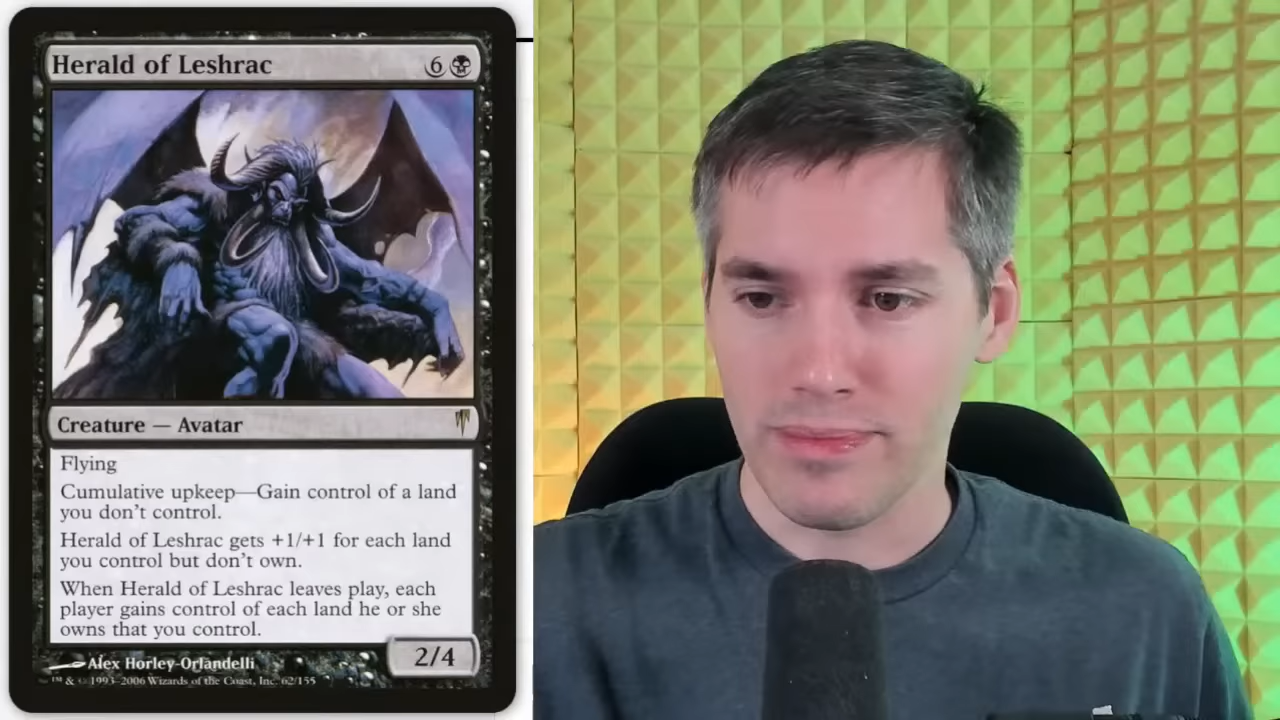 Herald of Leshrac 6
Creature — Avatar
Flying
Cumulative upkeep—Gain control of a land
you don't control.
Herald of Leshrac gets +1/+1 for each land
you control but don't own.
When Herald of Leshrac leaves play, each
player gains control of each land he or she
owns that you control.
Alex Horley-Orlandelli
2/4
™ & © 1993–2006 Wizards of the Coast, Inc. 62/155